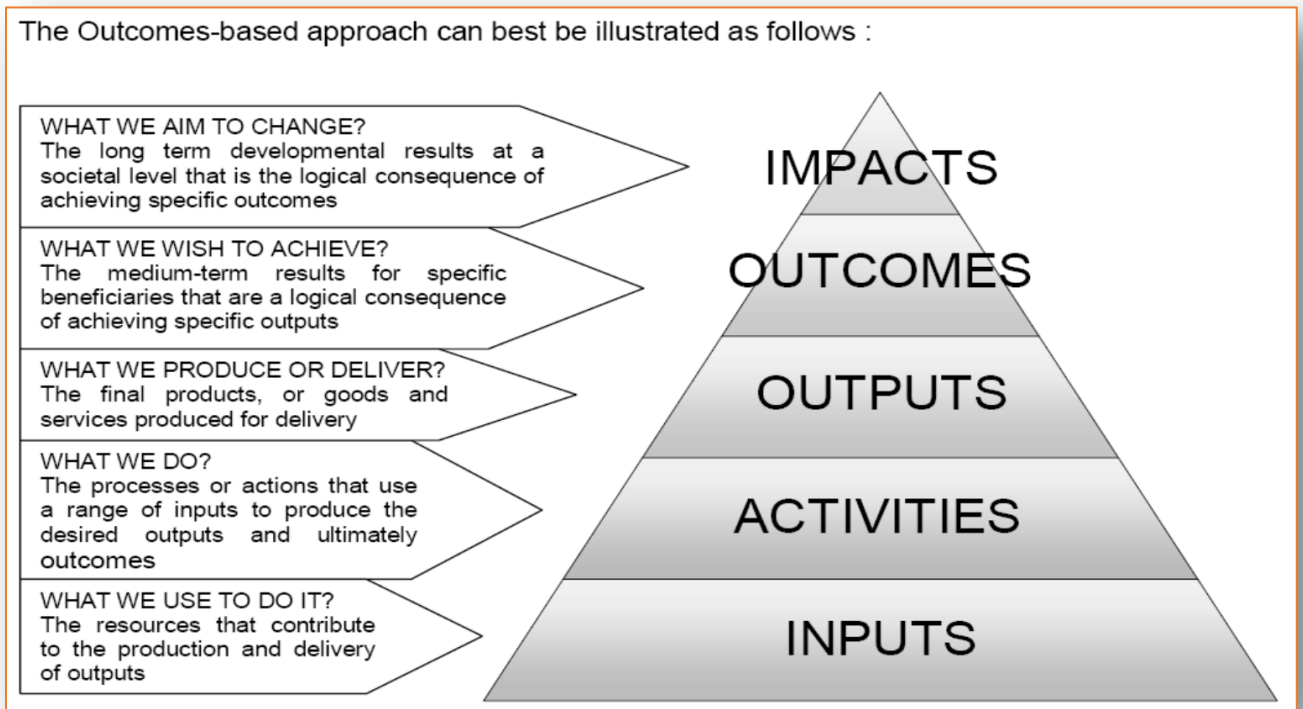 The Outcomes-based approach can best be illustrated as follows :
WHAT WE AIM TO CHANGE?
The long term developmental results at a
societal level that is the logical consequence of
achieving specific outcomes
IMPACTS
WHAT WE WISH TO ACHIEVE?
The medium-term results for specific
beneficiaries that are a logical consequence
of achieving specific outputs
OUTCOMES
WHAT WE PRODUCE OR DELIVER?
The final products, or goods and
services produced for delivery
OUTPUTS
WHAT WE DO?
The processes or actions that use
a range of inputs to produce the
desired outputs and ultimately
outcomes
ACTIVITIES
WHAT WE USE TO DO IT?
The resources that contribute
to the production and delivery
of outputs
INPUTS